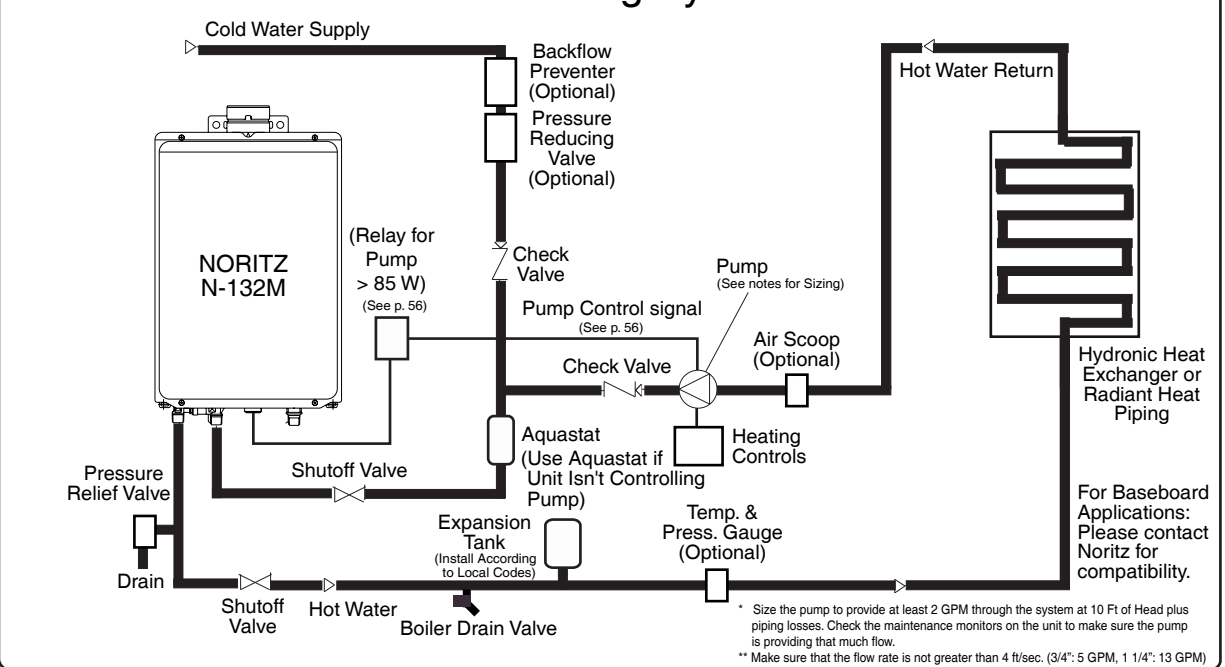 Cold Water Supply
Backflow
Preventer
(Optional)
Pressure
Reducing
Valve
(Optional)
Hot Water Return
NORITZ
N-132M
(Relay for
Pump
> 85 W)
(See p. 56)
Check
Valve
Pump
(See notes for Sizing)
Pump Control signal
(See p. 56)
Air Scoop
(Optional)
Check Valve
Hydronic Heat
Exchanger or
Radiant Heat
Piping
Aquastat
(Use Aquastat if
Unit Isn't Controlling
Pump)
Heating
Controls
Shutoff Valve
Pressure
Relief Valve
Drain
Expansion
Tank
(Install According
to Local Codes)
Temp. &
Press. Gauge
(Optional)
For Baseboard
Applications:
Please contact
Noritz for
compatibility.
Shutoff
Valve
Hot Water
Boiler Drain Valve
* Size the pump to provide at least 2 GPM through the system at 10 Ft of Head plus
piping losses. Check the maintenance monitors on the unit to make sure the pump
is providing that much flow.
** Make sure that the flow rate is not greater than 4 ft/sec. (3/4": 5 GPM, 1 1/4": 13 GPM)